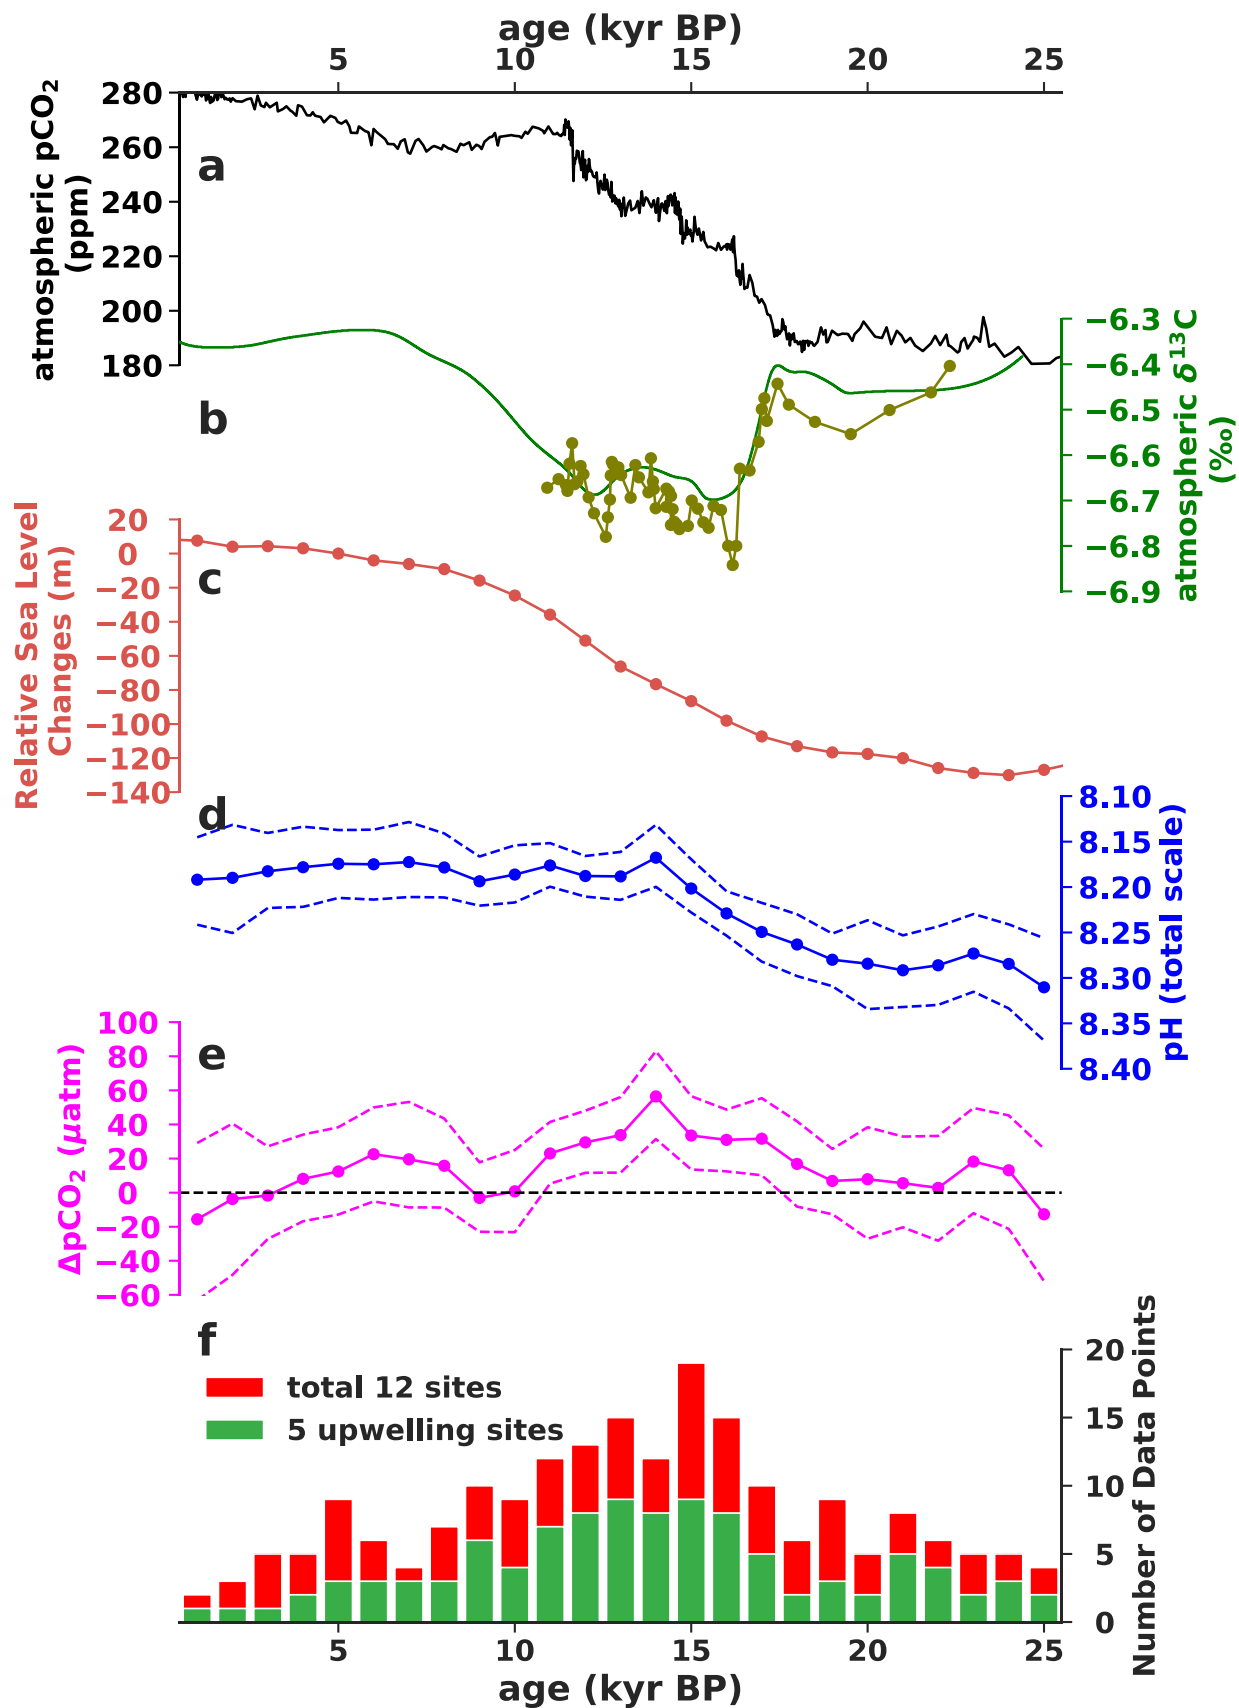 age (kyr BP)
5 10 15 20 25
atmospheric pCO₂
(ppm)
280
260
240
220
200
180
a
−6.3
−6.4
−6.5
−6.6
−6.7
−6.8
−6.9
atmospheric δ¹³C
(‰)
b
Relative Sea Level
Changes (m)
20
0
−20
−40
−60
−80
−100
−120
−140
c
d
8.10
8.15
8.20
8.25
8.30
8.35
8.40
pH (total scale)
ΔpCO₂ (μatm)
100
80
60
40
20
0
−20
−40
−60
e
f
total 12 sites
5 upwelling sites
20
15
10
5
0
Number of Data Points
5 10 15 20 25
age (kyr BP)